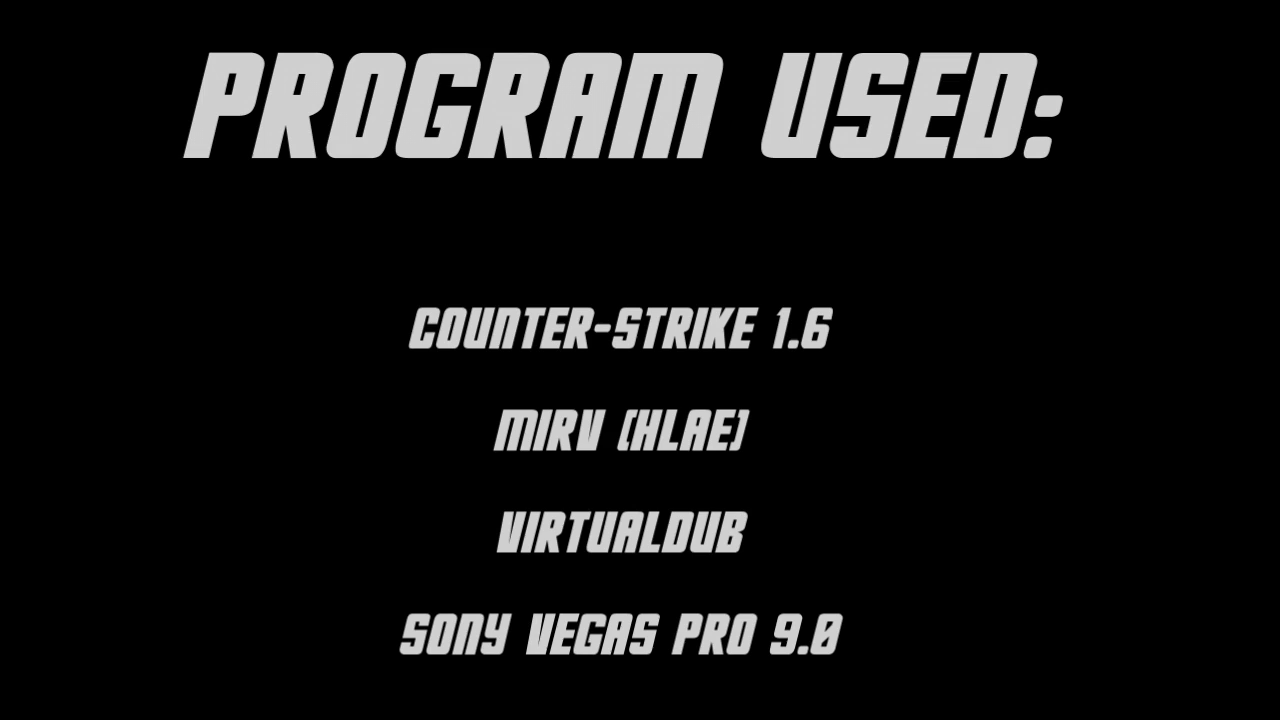 PROGRAM USED:
COUNTER-STRIKE 1.6
MIRV (HLAE)
VIRTUALDUB
SONY VEGAS PRO 9.0